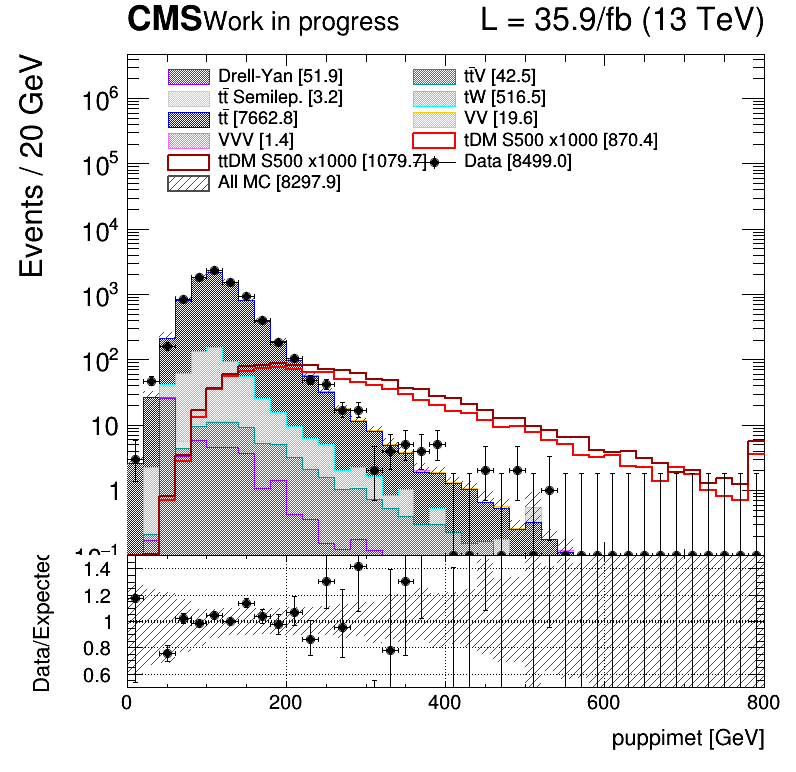 CMS Work in progress L = 35.9/fb (13 TeV)
Events / 20 GeV
Drell-Yan [51.9] tt̄V [42.5]
tt̄ Semilep. [3.2] tW [516.5]
tt̄ [7662.8] VV [19.6]
VVV [1.4] tDM S500 x1000 [870.4]
ttDM S500 x1000 [1079.7] Data [8499.0]
All MC [8297.9]
10⁶
10⁵
10⁴
10³
10²
10
1
10⁻¹
Data/Expected
1.4
1.2
1
0.8
0.6
0 200 400 600 800
puppimet [GeV]